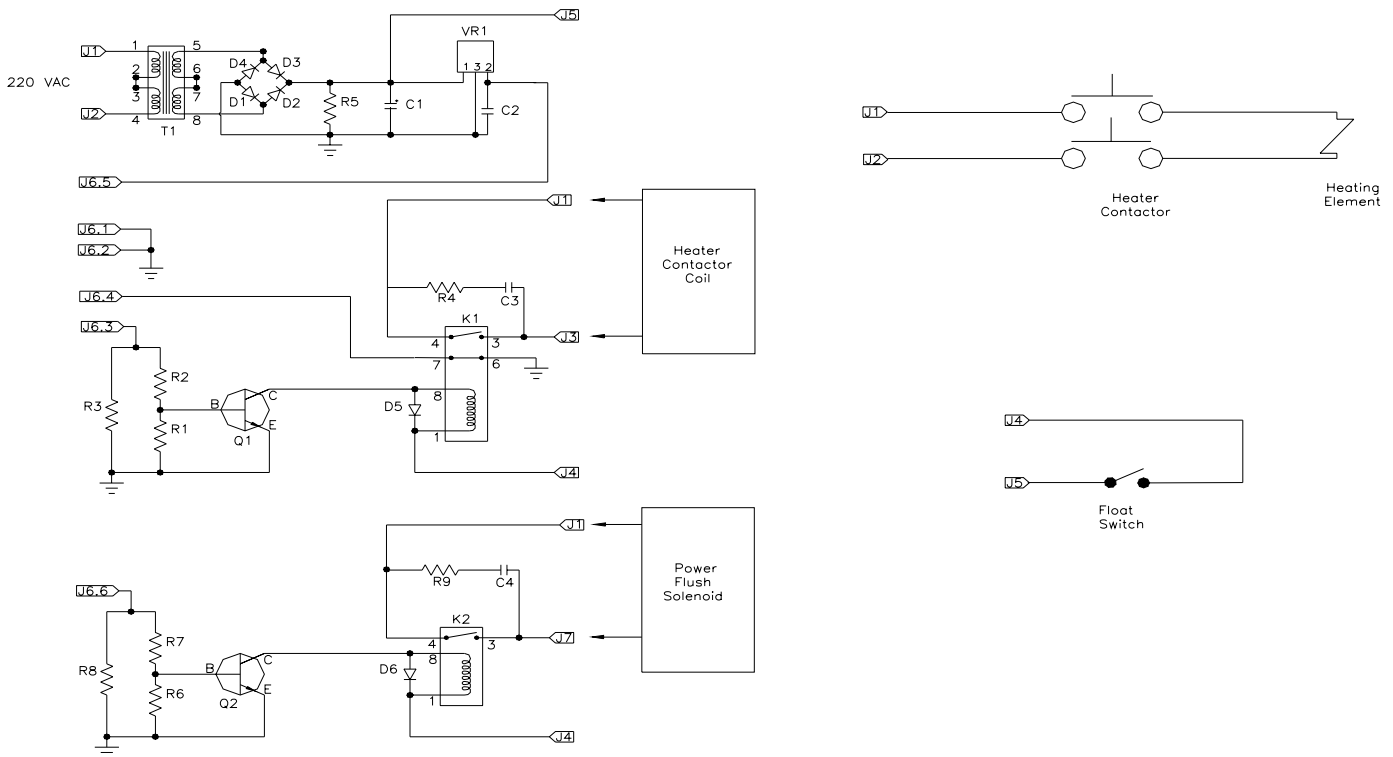 J5
VR1
1 3 2
J1
1
5
D4
D3
220 VAC
2
3
6
7
D1
D2
R5
C1
C2
J2
4
8
T1
J6.5
J1
J6.1
J6.2
Heater
Contactor
Coil
J6.4
R4
C3
J6.3
K1
4
3
J3
7
6
R2
R3
B
C
8
D5
R1
E
Q1
1
J4
J1
R9
C4
Power
Flush
Solenoid
J6.6
K2
4
3
J7
R7
8
B
C
D6
R8
R6
E
Q2
1
J4
J1
J2
Heater
Contactor
Heating
Element
J4
J5
Float
Switch